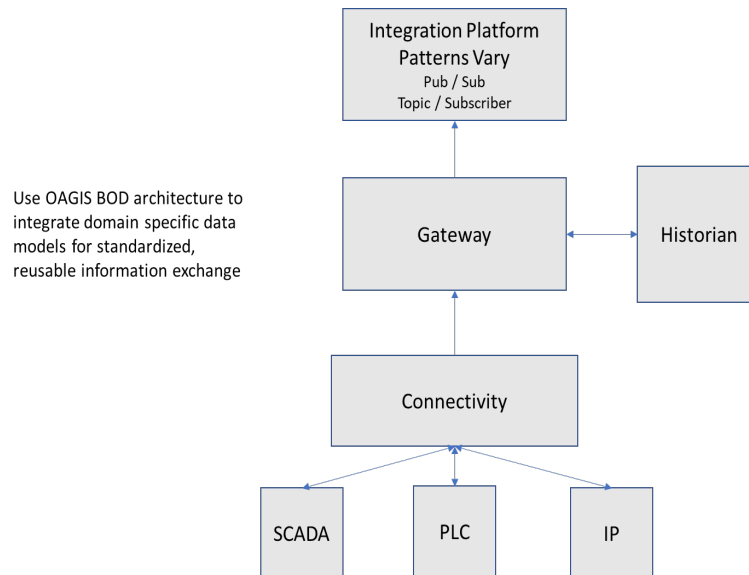 Integration Platform
Patterns Vary
Pub / Sub
Topic / Subscriber
Use OAGIS BOD architecture to
integrate domain specific data
models for standardized,
reusable information exchange
Gateway
Historian
Connectivity
SCADA
PLC
IP